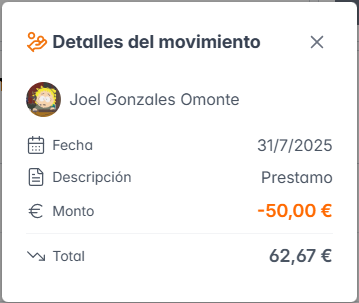 Detalles del movimiento
Joel Gonzales Omonte
Fecha 31/7/2025
Descripción Prestamo
Monto -50,00 €
Total 62,67 €